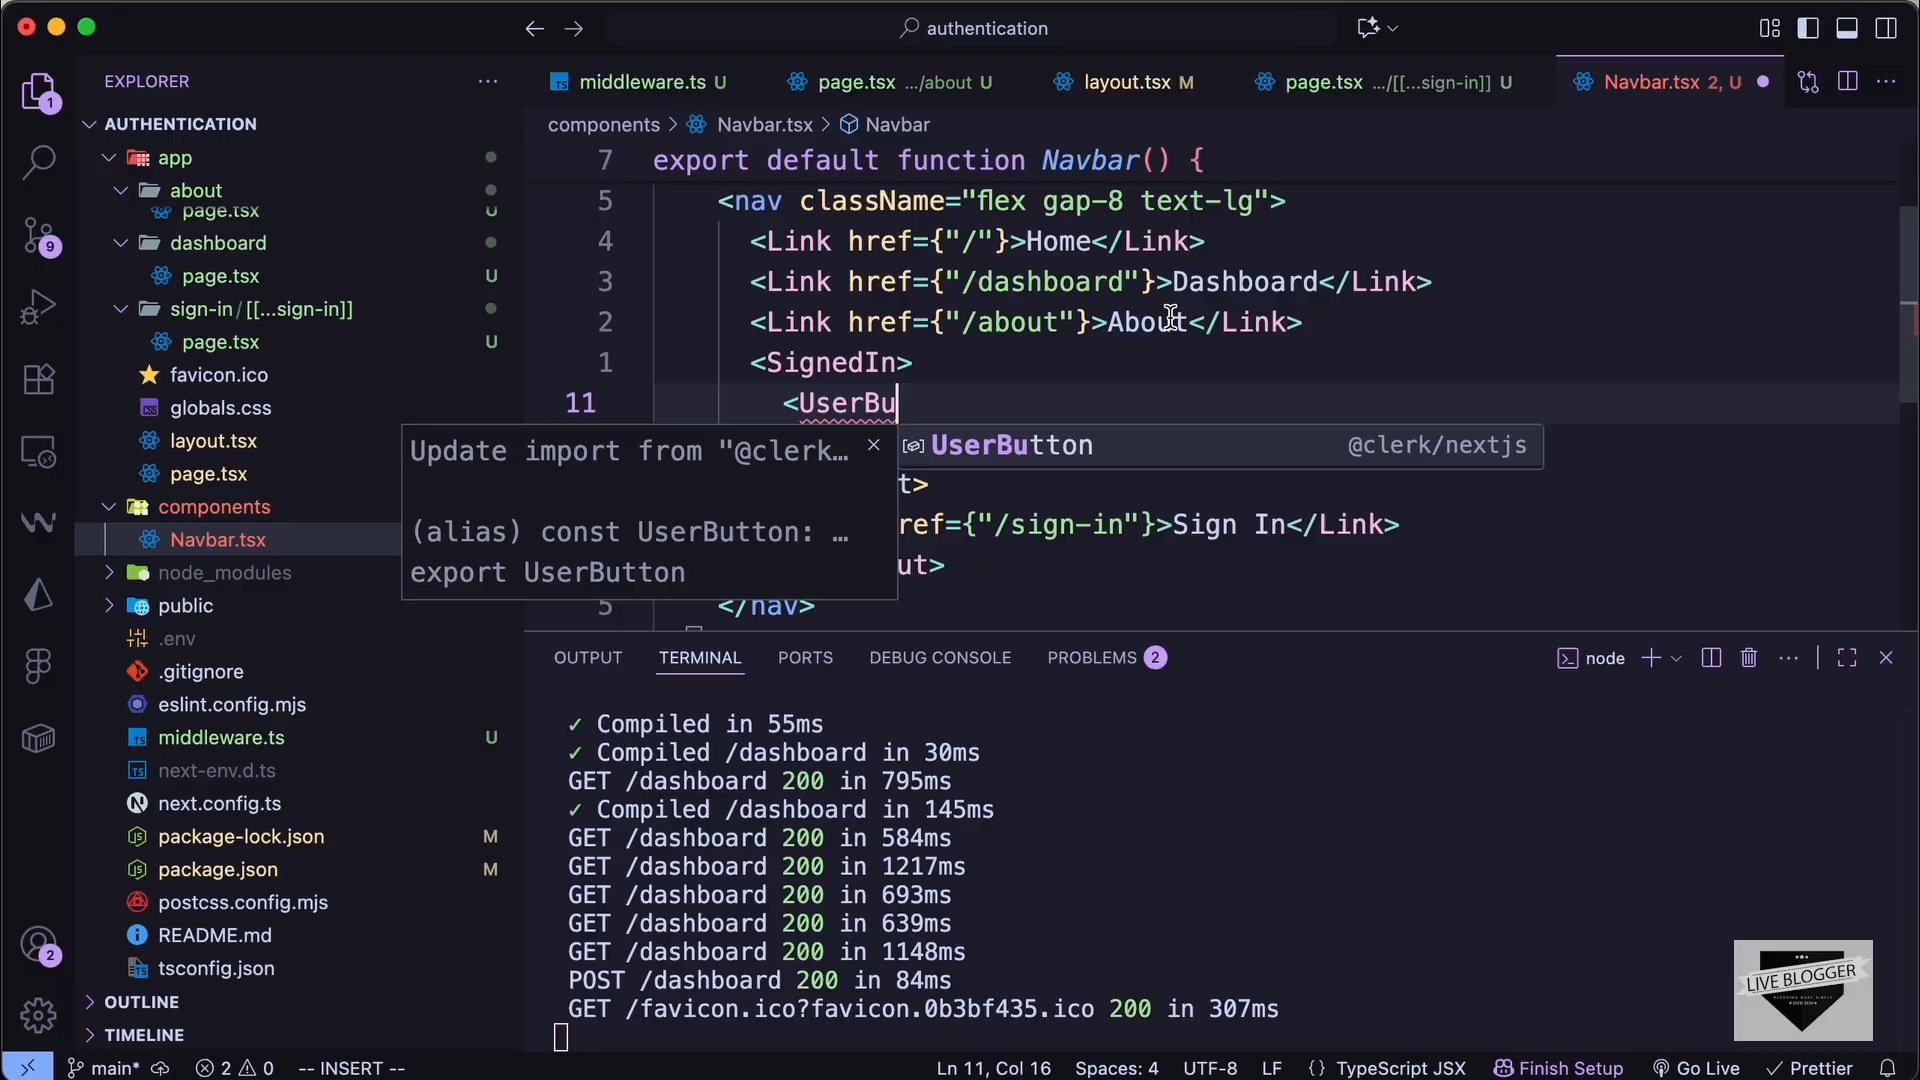 authentication
EXPLORER
middleware.ts U
page.tsx .../about U
layout.tsx M
page.tsx .../[[...sign-in]] U
Navbar.tsx 2, U
AUTHENTICATION
components > Navbar.tsx > Navbar
app
about
page.tsx U
dashboard
page.tsx U
sign-in/[[...sign-in]]
page.tsx U
favicon.ico
globals.css
layout.tsx
page.tsx
components
Navbar.tsx
node_modules
public
.env
.gitignore
eslint.config.mjs
middleware.ts U
next-env.d.ts
next.config.ts
package-lock.json M
package.json M
postcss.config.mjs
README.md
tsconfig.json
OUTLINE
TIMELINE
1
9
2
7 export default function Navbar() {
5 <nav className="flex gap-8 text-lg">
4 <Link href={"/"}>Home</Link>
3 <Link href={"/dashboard"}>Dashboard</Link>
2 <Link href={"/about"}>About</Link>
1 <SignedIn>
11 <UserBu
UserButton @clerk/nextjs
Update import from "@clerk…
(alias) const UserButton: …
export UserButton
t>
ref={"/sign-in"}>Sign In</Link>
ut>
5 </nav>
OUTPUT TERMINAL PORTS DEBUG CONSOLE PROBLEMS 2
node
✓ Compiled in 55ms
✓ Compiled /dashboard in 30ms
GET /dashboard 200 in 795ms
✓ Compiled /dashboard in 145ms
GET /dashboard 200 in 584ms
GET /dashboard 200 in 1217ms
GET /dashboard 200 in 693ms
GET /dashboard 200 in 639ms
GET /dashboard 200 in 1148ms
POST /dashboard 200 in 84ms
GET /favicon.ico?favicon.0b3bf435.ico 200 in 307ms
LIVE BLOGGER
main* 2 0 -- INSERT -- Ln 11, Col 16 Spaces: 4 UTF-8 LF {} TypeScript JSX Finish Setup Go Live Prettier